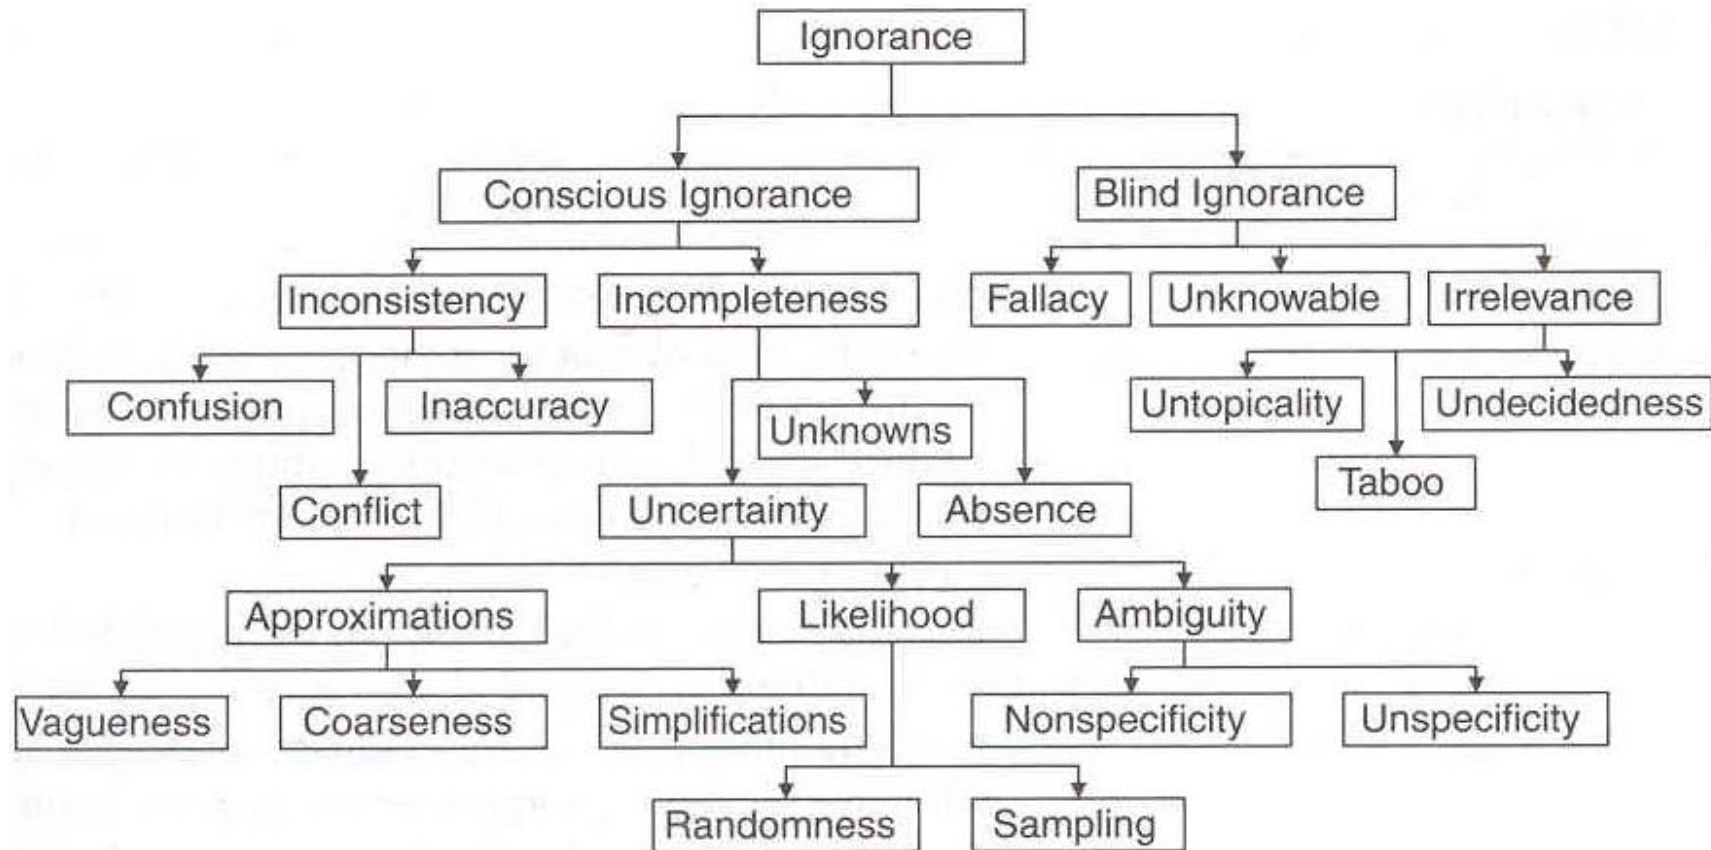 Ignorance
Conscious Ignorance
Blind Ignorance
Inconsistency
Incompleteness
Fallacy
Unknowable
Irrelevance
Confusion
Inaccuracy
Unknowns
Untopicality
Undecidedness
Conflict
Uncertainty
Absence
Taboo
Approximations
Likelihood
Ambiguity
Vagueness
Coarseness
Simplifications
Nonspecificity
Unspecificity
Randomness
Sampling